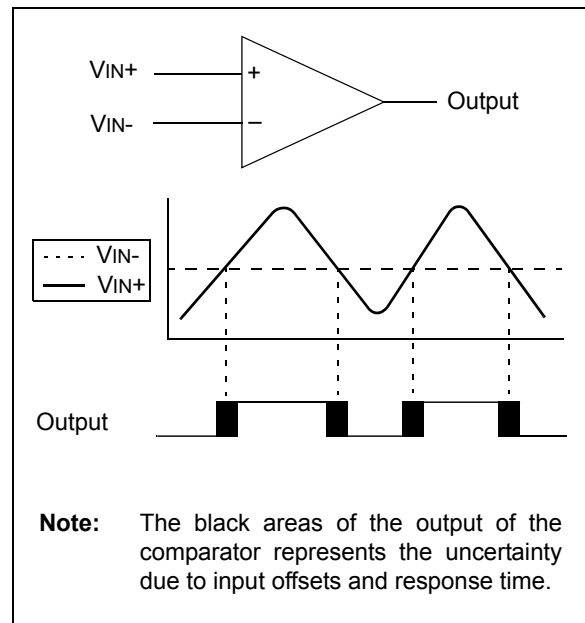 VIN+
+
Output
VIN-
–
VIN-
VIN+
Output
Note: The black areas of the output of the
comparator represents the uncertainty
due to input offsets and response time.